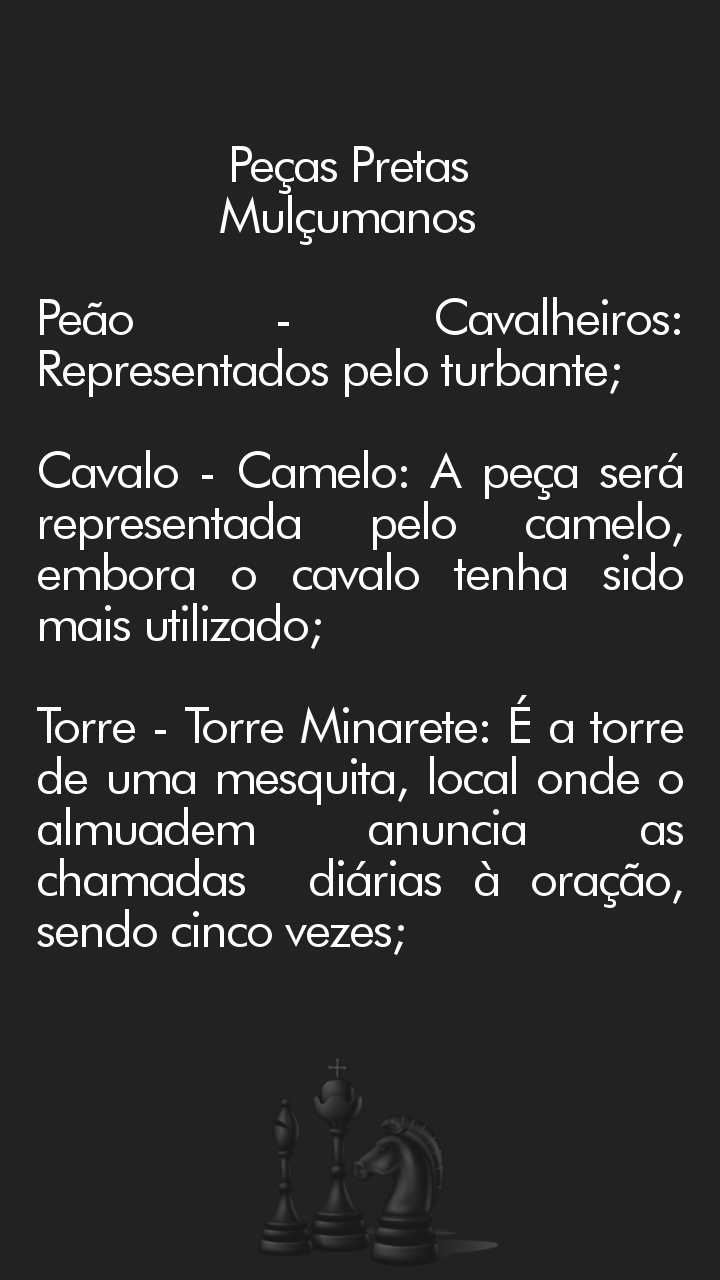 Peças Pretas
Mulçumanos
Peão - Cavalheiros:
Representados pelo turbante;
Cavalo - Camelo: A peça será
representada pelo camelo,
embora o cavalo tenha sido
mais utilizado;
Torre - Torre Minarete: É a torre
de uma mesquita, local onde o
almuadem anuncia as
chamadas diárias à oração,
sendo cinco vezes;